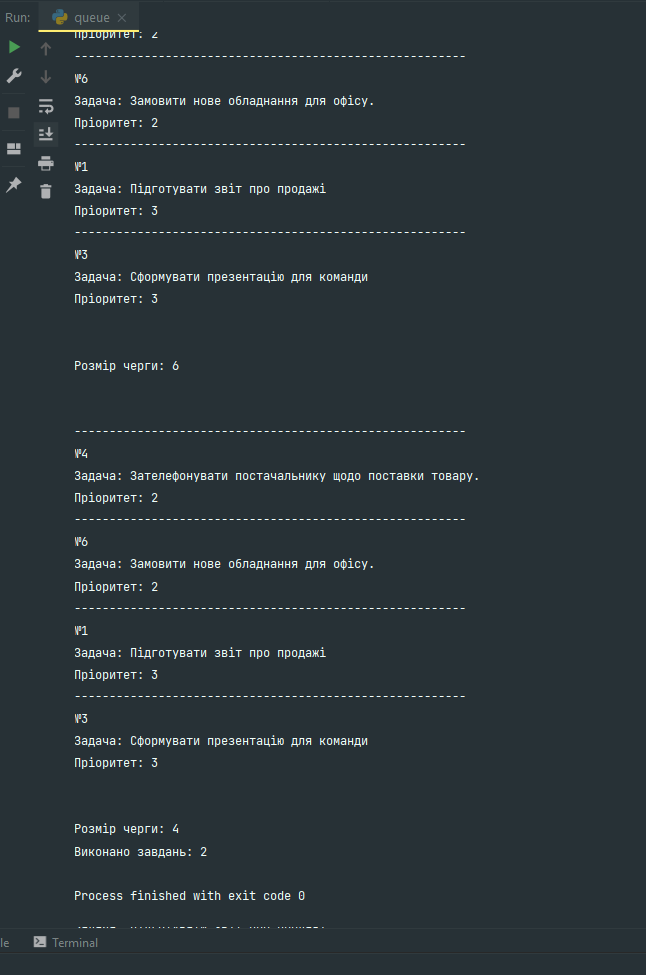 Run: queue
Пріоритет: 2
--------------------------------------------------------
№6
Задача: Замовити нове обладнання для офісу.
Пріоритет: 2
--------------------------------------------------------
№1
Задача: Підготувати звіт про продажі
Пріоритет: 3
--------------------------------------------------------
№3
Задача: Сформувати презентацію для команди
Пріоритет: 3
Розмір черги: 6
--------------------------------------------------------
№4
Задача: Зателефонувати постачальнику щодо поставки товару.
Пріоритет: 2
--------------------------------------------------------
№6
Задача: Замовити нове обладнання для офісу.
Пріоритет: 2
--------------------------------------------------------
№1
Задача: Підготувати звіт про продажі
Пріоритет: 3
--------------------------------------------------------
№3
Задача: Сформувати презентацію для команди
Пріоритет: 3
Розмір черги: 4
Виконано завдань: 2
Process finished with exit code 0
le Terminal